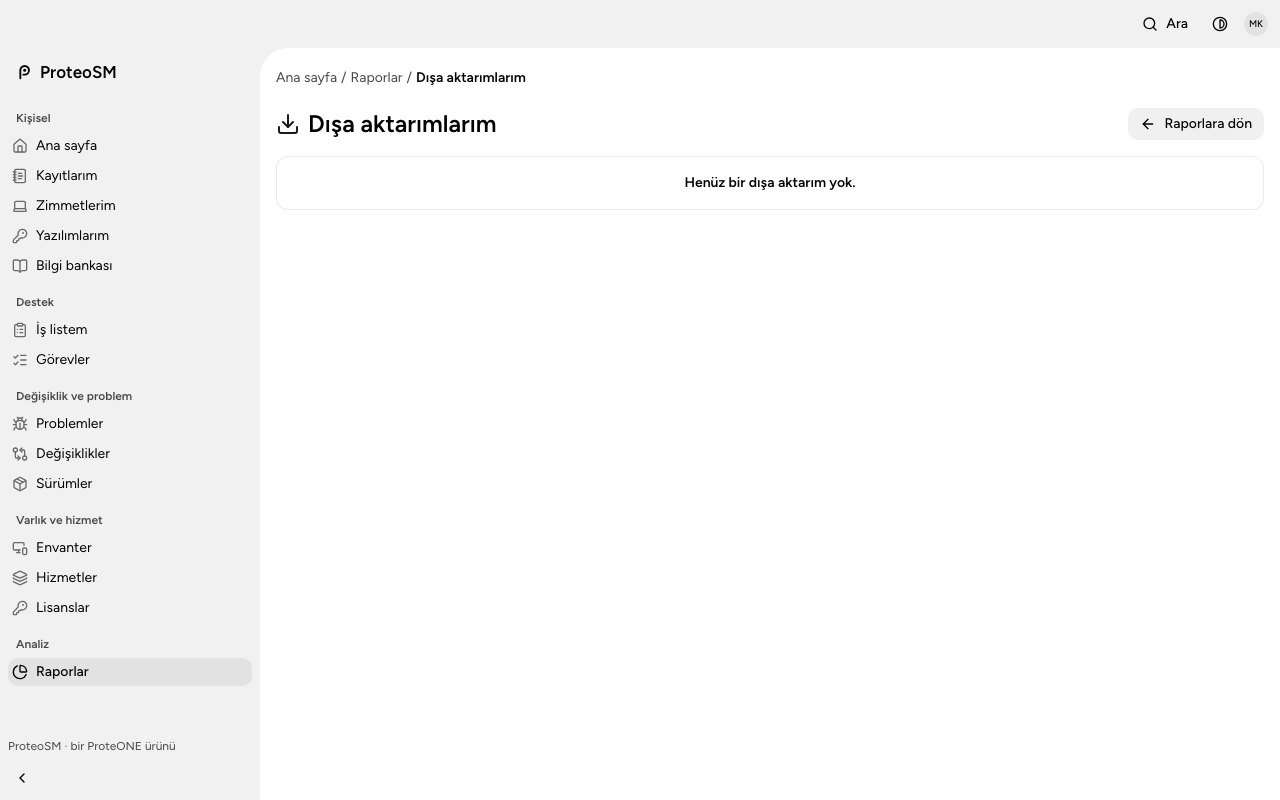 Ara
MK
ProteoSM
Kişisel
Ana sayfa
Kayıtlarım
Zimmetlerim
Yazılımlarım
Bilgi bankası
Destek
İş listem
Görevler
Değişiklik ve problem
Problemler
Değişiklikler
Sürümler
Varlık ve hizmet
Envanter
Hizmetler
Lisanslar
Analiz
Raporlar
ProteoSM · bir ProteONE ürünü
Ana sayfa / Raporlar / Dışa aktarımlarım
Dışa aktarımlarım
Raporlara dön
Henüz bir dışa aktarım yok.